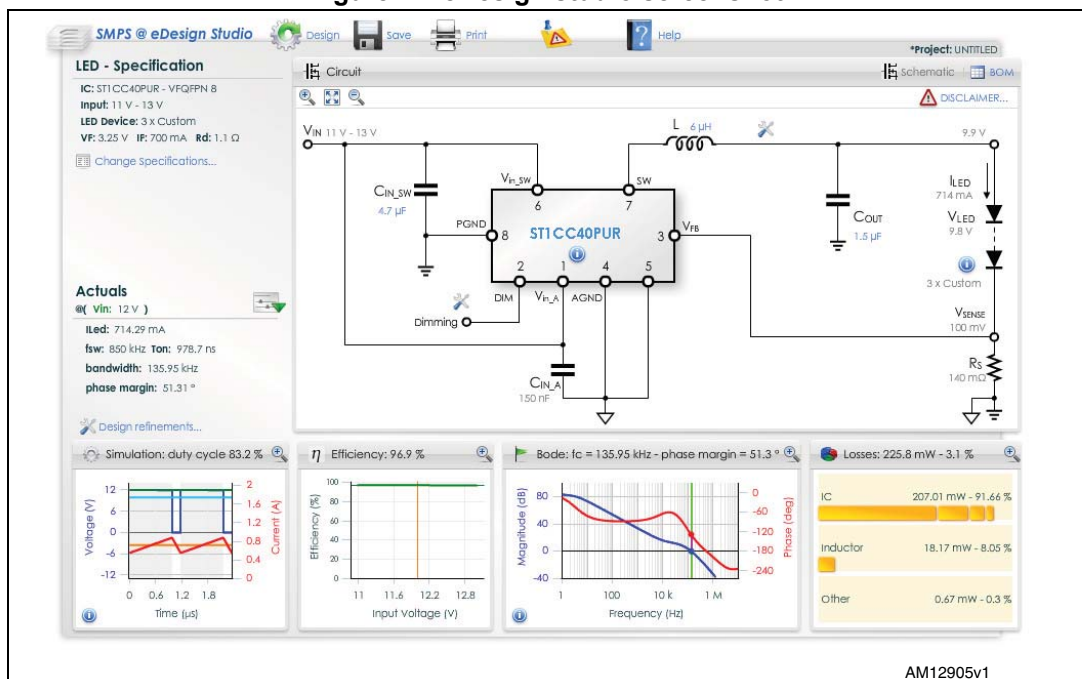 SMPS @ eDesign Studio
Design
Save
Print
Help
*Project: UNTITLED
LED - Specification
IC: ST1CC40PUR - VFQFPN 8
Input: 11 V - 13 V
LED Device: 3 x Custom
VF: 3.25 V IF: 700 mA Rd: 1.1 Ω
Change Specifications...
Actuals
@( Vin: 12 V )
ILed: 714.29 mA
fsw: 850 kHz Ton: 978.7 ns
bandwidth: 135.95 kHz
phase margin: 51.31 °
Design refinements...
Circuit
Schematic
BOM
DISCLAIMER...
VIN 11 V - 13 V
L 6 µH
9.9 V
CIN_SW
4.7 µF
Vin_SW
6
SW
7
PGND
8
ST1CC40PUR
3
VFB
2
1
4
5
DIM
Vin_A
AGND
Dimming
CIN_A
150 nF
COUT
1.5 µF
ILED
714 mA
VLED
9.8 V
3 x Custom
VSENSE
100 mV
RS
140 mΩ
Simulation: duty cycle 83.2 %
Voltage (V)
12
6
0
-6
-12
2
1.6
1.2
0.8
0.4
0
Current (A)
0 0.6 1.2 1.8
Time (µs)
η Efficiency: 96.9 %
Efficiency (%)
100
80
60
40
20
0
11 11.6 12.2 12.8
Input Voltage (V)
Bode: fc = 135.95 kHz - phase margin = 51.3 °
Magnitude (dB)
80
40
0
-40
0
-60
-120
-180
-240
Phase (deg)
1 100 10 k 1 M
Frequency (Hz)
Losses: 225.8 mW - 3.1 %
IC 207.01 mW - 91.66 %
Inductor 18.17 mW - 8.05 %
Other 0.67 mW - 0.3 %
AM12905v1